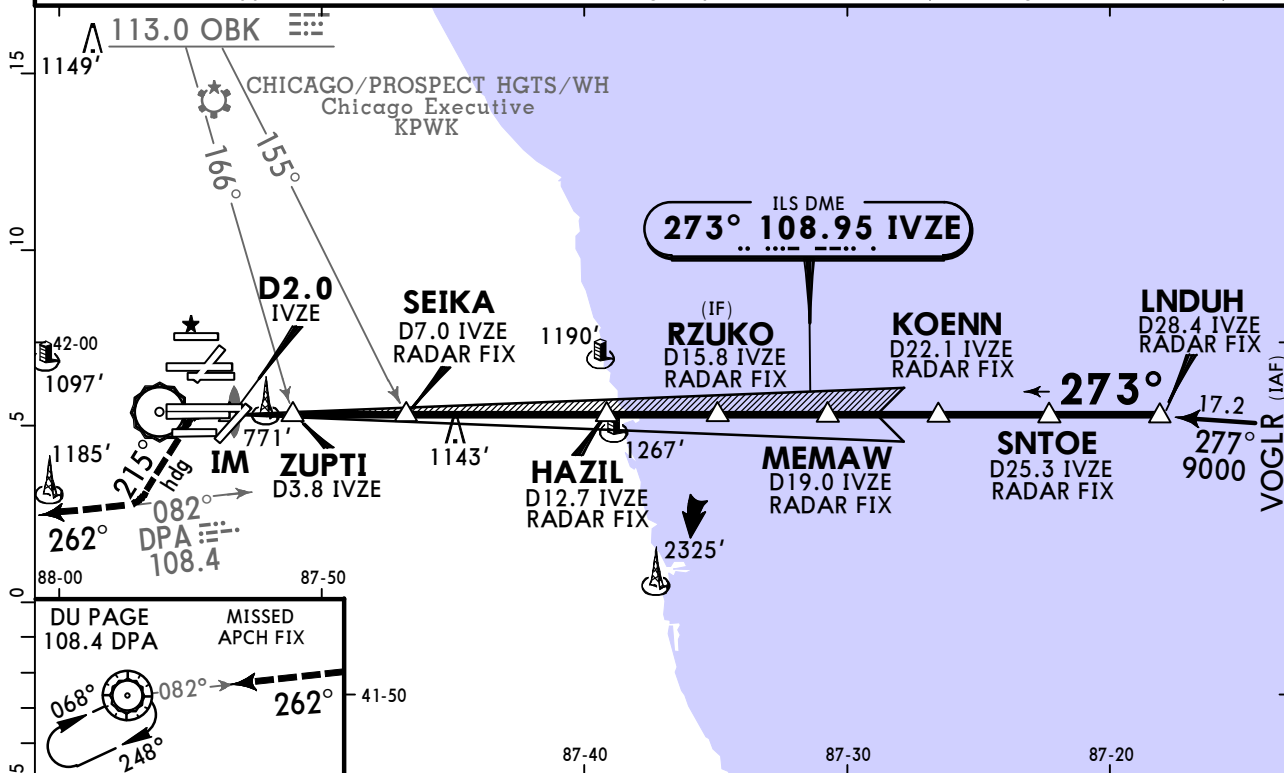 113.0 OBK
1149'
CHICAGO/PROSPECT HGTS/WH
Chicago Executive
KPWK
166°
155°
ILS DME
273° 108.95 IVZE
D2.0
IVZE
SEIKA
D7.0 IVZE
RADAR FIX
1190'
(IF)
RZUKO
D15.8 IVZE
RADAR FIX
KOENN
D22.1 IVZE
RADAR FIX
LNDUH
D28.4 IVZE
RADAR FIX
42-00
1097'
273°
17.2
277°
9000
VOGLR (IAF)
771'
1185'
215°
hdg
IM
ZUPTI
D3.8 IVZE
1143'
HAZIL
D12.7 IVZE
RADAR FIX
1267'
MEMAW
D19.0 IVZE
RADAR FIX
SNTOE
D25.3 IVZE
RADAR FIX
262°
082°
DPA
108.4
2325'
88-00
87-50
DU PAGE
108.4 DPA
MISSED
APCH FIX
068°
082°
262°
248°
41-50
87-40
87-30
87-20
15
10
5
0
5